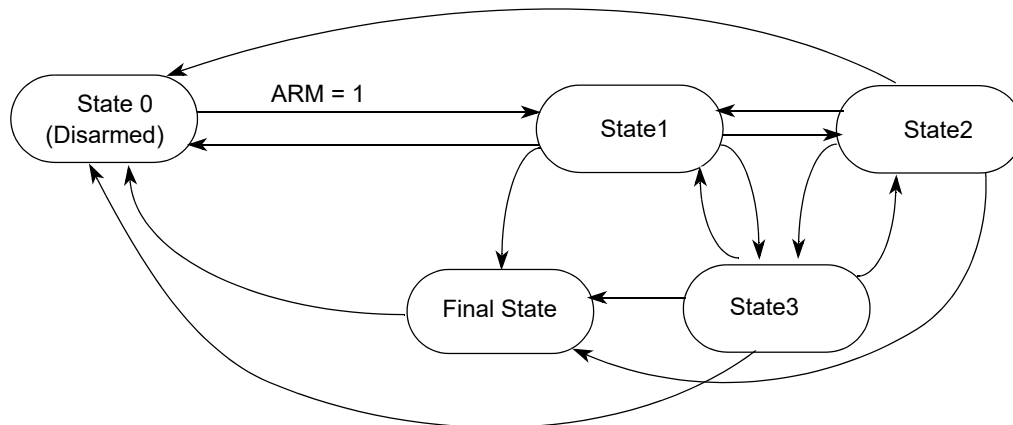 ARM = 1
State 0
(Disarmed)
State1
State2
Final State
State3